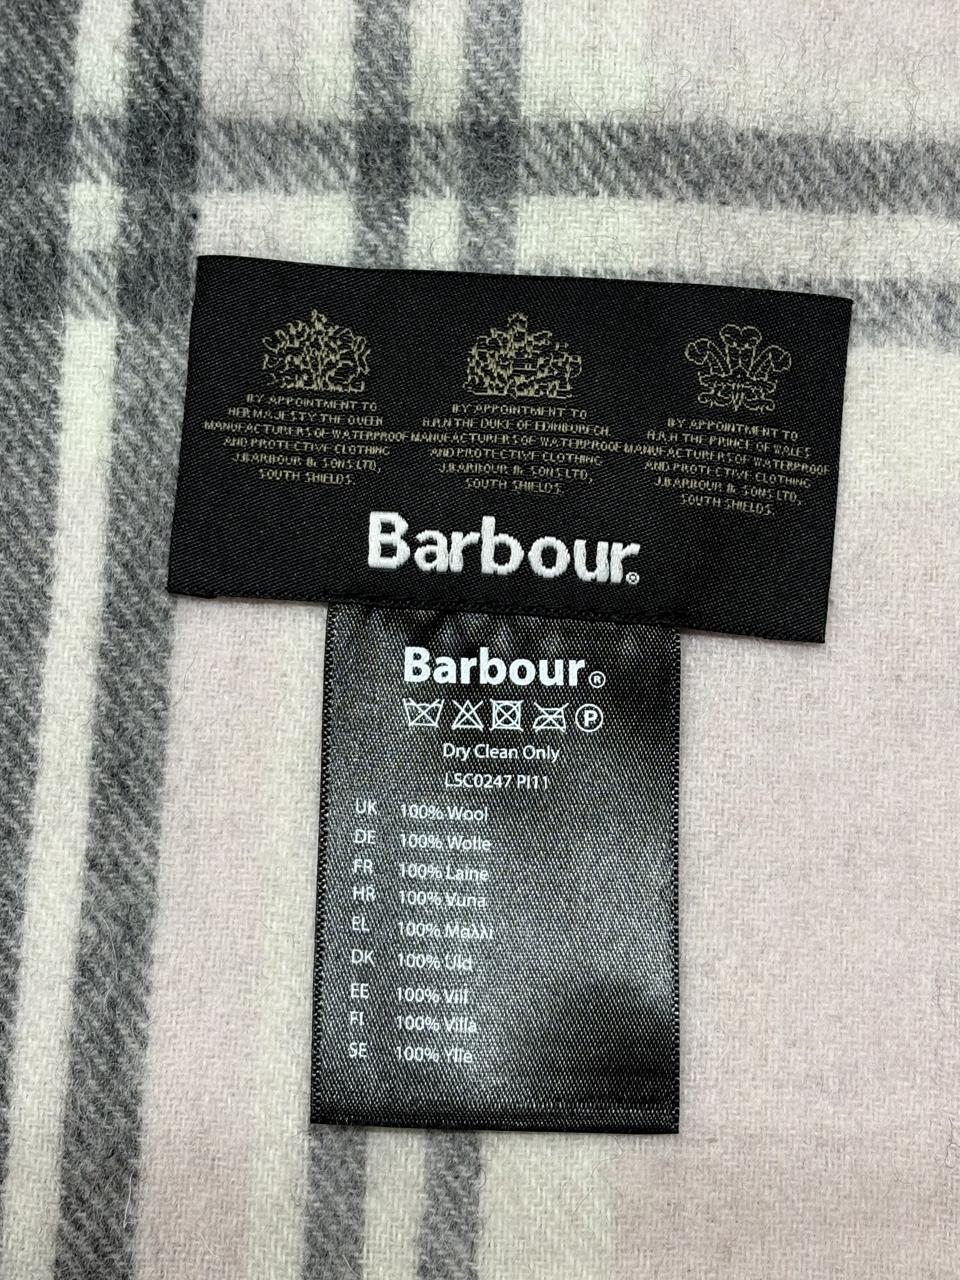 BY APPOINTMENT TO
HER MAJESTY THE QUEEN
MANUFACTURERS OF WATERPROOF
AND PROTECTIVE CLOTHING
J.BARBOUR & SONS LTD,
SOUTH SHIELDS.
BY APPOINTMENT TO
H.R.H THE DUKE OF EDINBURGH,
MANUFACTURERS OF WATERPROOF
AND PROTECTIVE CLOTHING
J.BARBOUR & SONS LTD,
SOUTH SHIELDS.
BY APPOINTMENT TO
H.R.H THE PRINCE OF WALES
MANUFACTURERS OF WATERPROOF
AND PROTECTIVE CLOTHING
J.BARBOUR & SONS LTD,
SOUTH SHIELDS.
Barbour®
Barbour®
P
Dry Clean Only
LSC0247 PI11
UK 100% Wool
DE 100% Wolle
FR 100% Laine
HR 100% Vuna
EL 100% Μαλλί
DK 100% Uld
EE 100% Vill
FI 100% Villa
SE 100% Ylle